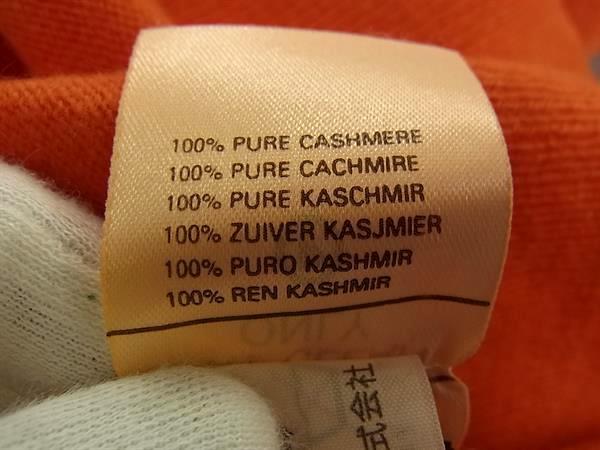 100% PURE CASHMERE
100% PURE CACHMIRE
100% PURE KASCHMIR
100% ZUIVER KASJMIER
100% PURO KASHMIR
100% REN KASHMIR
式会社